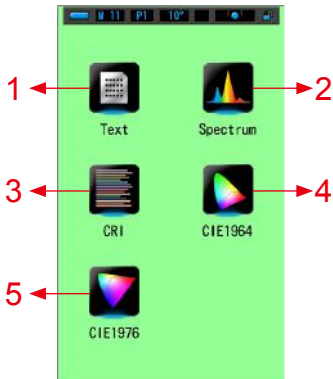 M 11 P1 10°
1 Text
2 Spectrum
3 CRI
4 CIE1964
5 CIE1976